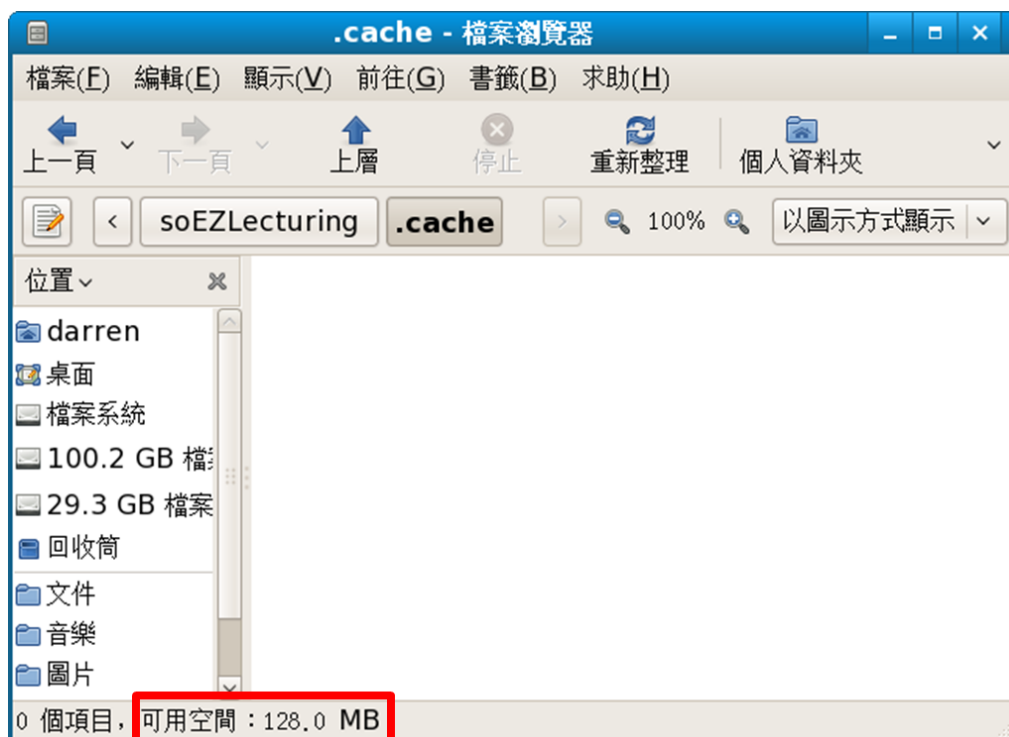 .cache - 檔案瀏覽器
檔案(F) 編輯(E) 顯示(V) 前往(G) 書籤(B) 求助(H)
上一頁 下一頁 上層 停止 重新整理 個人資料夾
soEZLecturing .cache 100% 以圖示方式顯示
位置
darren
桌面
檔案系統
100.2 GB 檔
29.3 GB 檔案
回收筒
文件
音樂
圖片
0 個項目，可用空間：128.0 MB